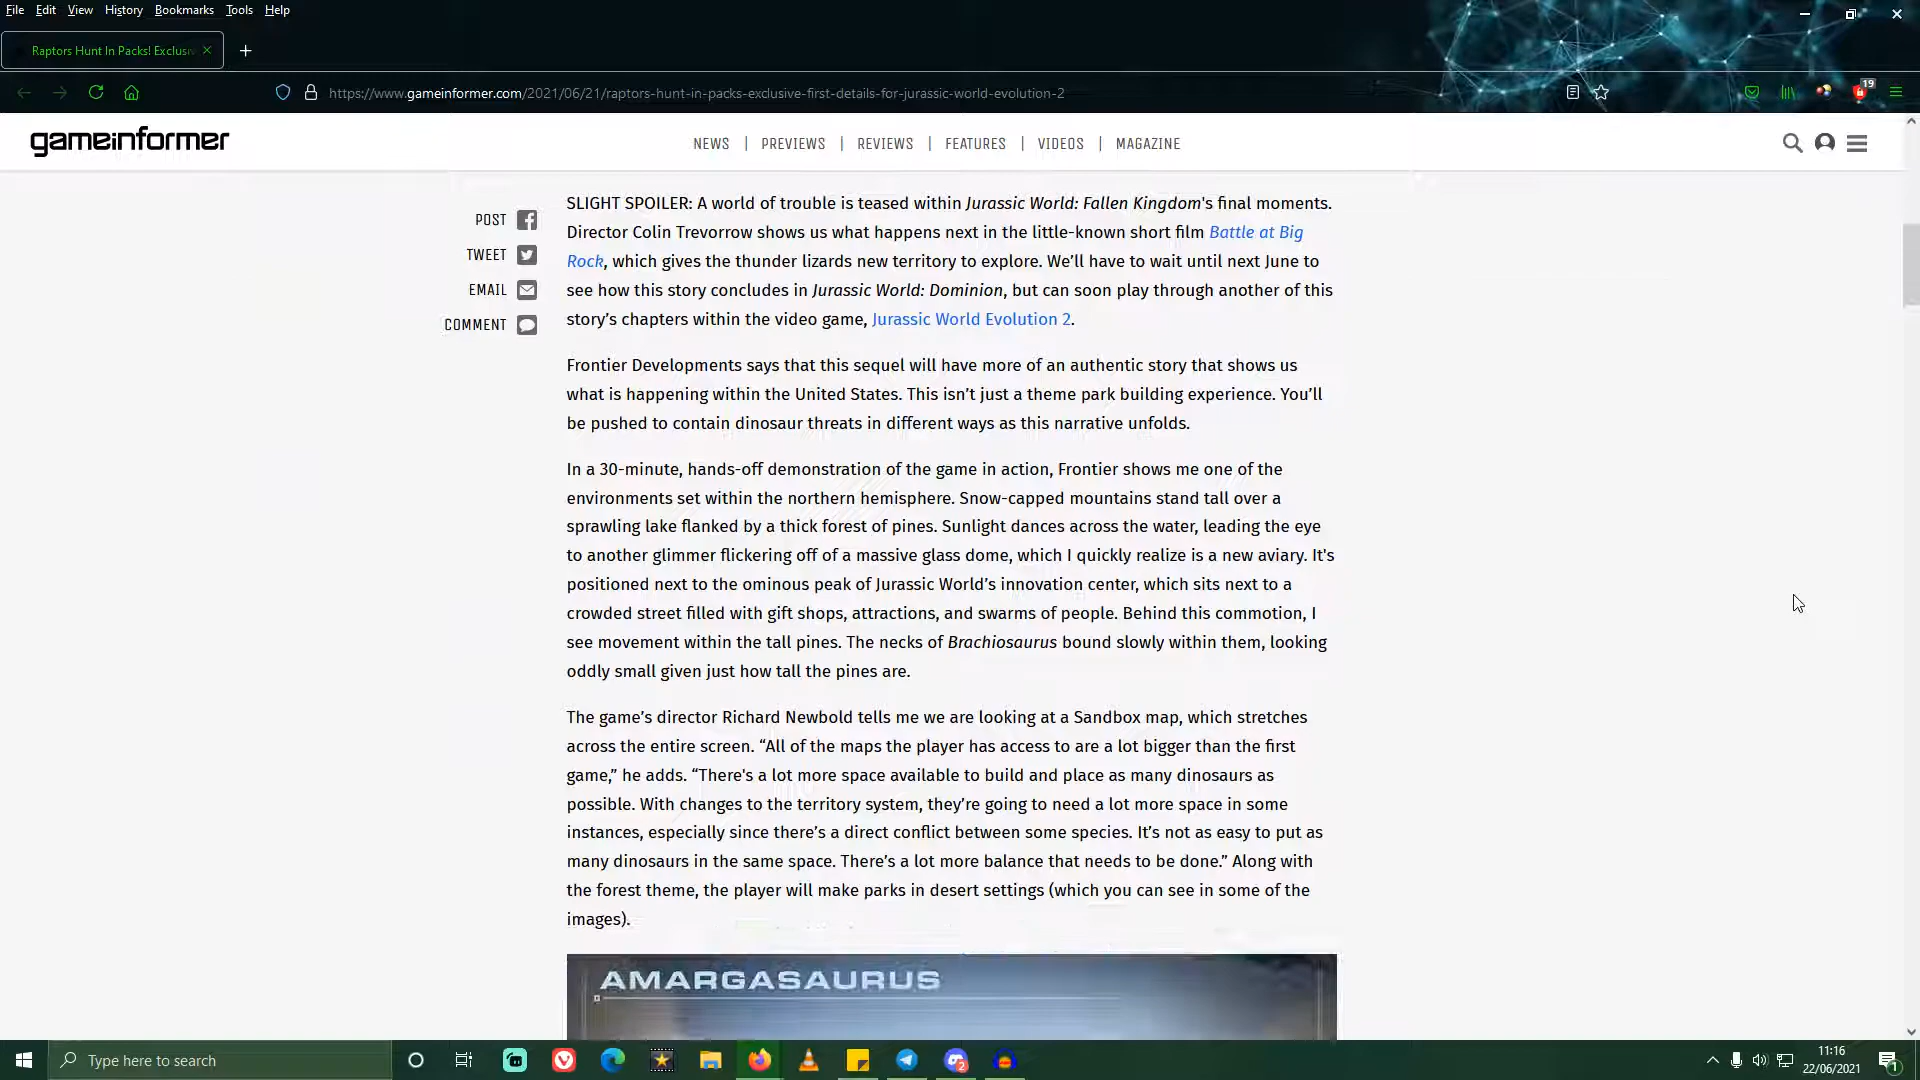 File Edit View History Bookmarks Tools Help
Raptors Hunt In Packs! Exclusiv
https://www.gameinformer.com/2021/06/21/raptors-hunt-in-packs-exclusive-first-details-for-jurassic-world-evolution-2
19
gameinformer
NEWS | PREVIEWS | REVIEWS | FEATURES | VIDEOS | MAGAZINE
POST
TWEET
EMAIL
COMMENT
SLIGHT SPOILER: A world of trouble is teased within Jurassic World: Fallen Kingdom's final moments.
Director Colin Trevorrow shows us what happens next in the little-known short film Battle at Big
Rock, which gives the thunder lizards new territory to explore. We’ll have to wait until next June to
see how this story concludes in Jurassic World: Dominion, but can soon play through another of this
story’s chapters within the video game, Jurassic World Evolution 2.
Frontier Developments says that this sequel will have more of an authentic story that shows us
what is happening within the United States. This isn’t just a theme park building experience. You’ll
be pushed to contain dinosaur threats in different ways as this narrative unfolds.
In a 30-minute, hands-off demonstration of the game in action, Frontier shows me one of the
environments set within the northern hemisphere. Snow-capped mountains stand tall over a
sprawling lake flanked by a thick forest of pines. Sunlight dances across the water, leading the eye
to another glimmer flickering off of a massive glass dome, which I quickly realize is a new aviary. It's
positioned next to the ominous peak of Jurassic World’s innovation center, which sits next to a
crowded street filled with gift shops, attractions, and swarms of people. Behind this commotion, I
see movement within the tall pines. The necks of Brachiosaurus bound slowly within them, looking
oddly small given just how tall the pines are.
The game’s director Richard Newbold tells me we are looking at a Sandbox map, which stretches
across the entire screen. “All of the maps the player has access to are a lot bigger than the first
game,” he adds. “There's a lot more space available to build and place as many dinosaurs as
possible. With changes to the territory system, they’re going to need a lot more space in some
instances, especially since there’s a direct conflict between some species. It’s not as easy to put as
many dinosaurs in the same space. There’s a lot more balance that needs to be done.” Along with
the forest theme, the player will make parks in desert settings (which you can see in some of the
images).
AMARGASAURUS
Type here to search
2
11:16
22/06/2021
1